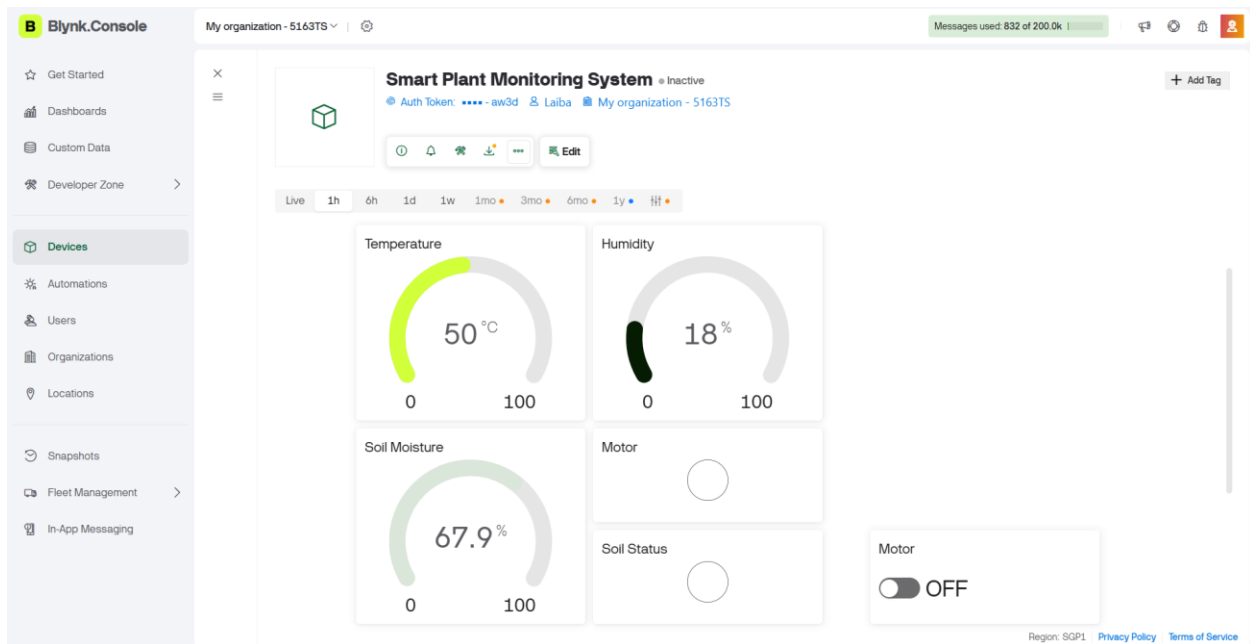 B Blynk.Console
My organization - 5163TS
Messages used: 832 of 200.0k
Get Started
Dashboards
Custom Data
Developer Zone
Devices
Automations
Users
Organizations
Locations
Snapshots
Fleet Management
In-App Messaging
Smart Plant Monitoring System Inactive
Auth Token: •••• - aw3d Laiba My organization - 5163TS
+ Add Tag
Edit
Live 1h 6h 1d 1w 1mo 3mo 6mo 1y
Temperature
50 °C
0 100
Humidity
18 %
0 100
Soil Moisture
67.9 %
0 100
Motor
Soil Status
Motor
OFF
Region: SGP1 Privacy Policy Terms of Service